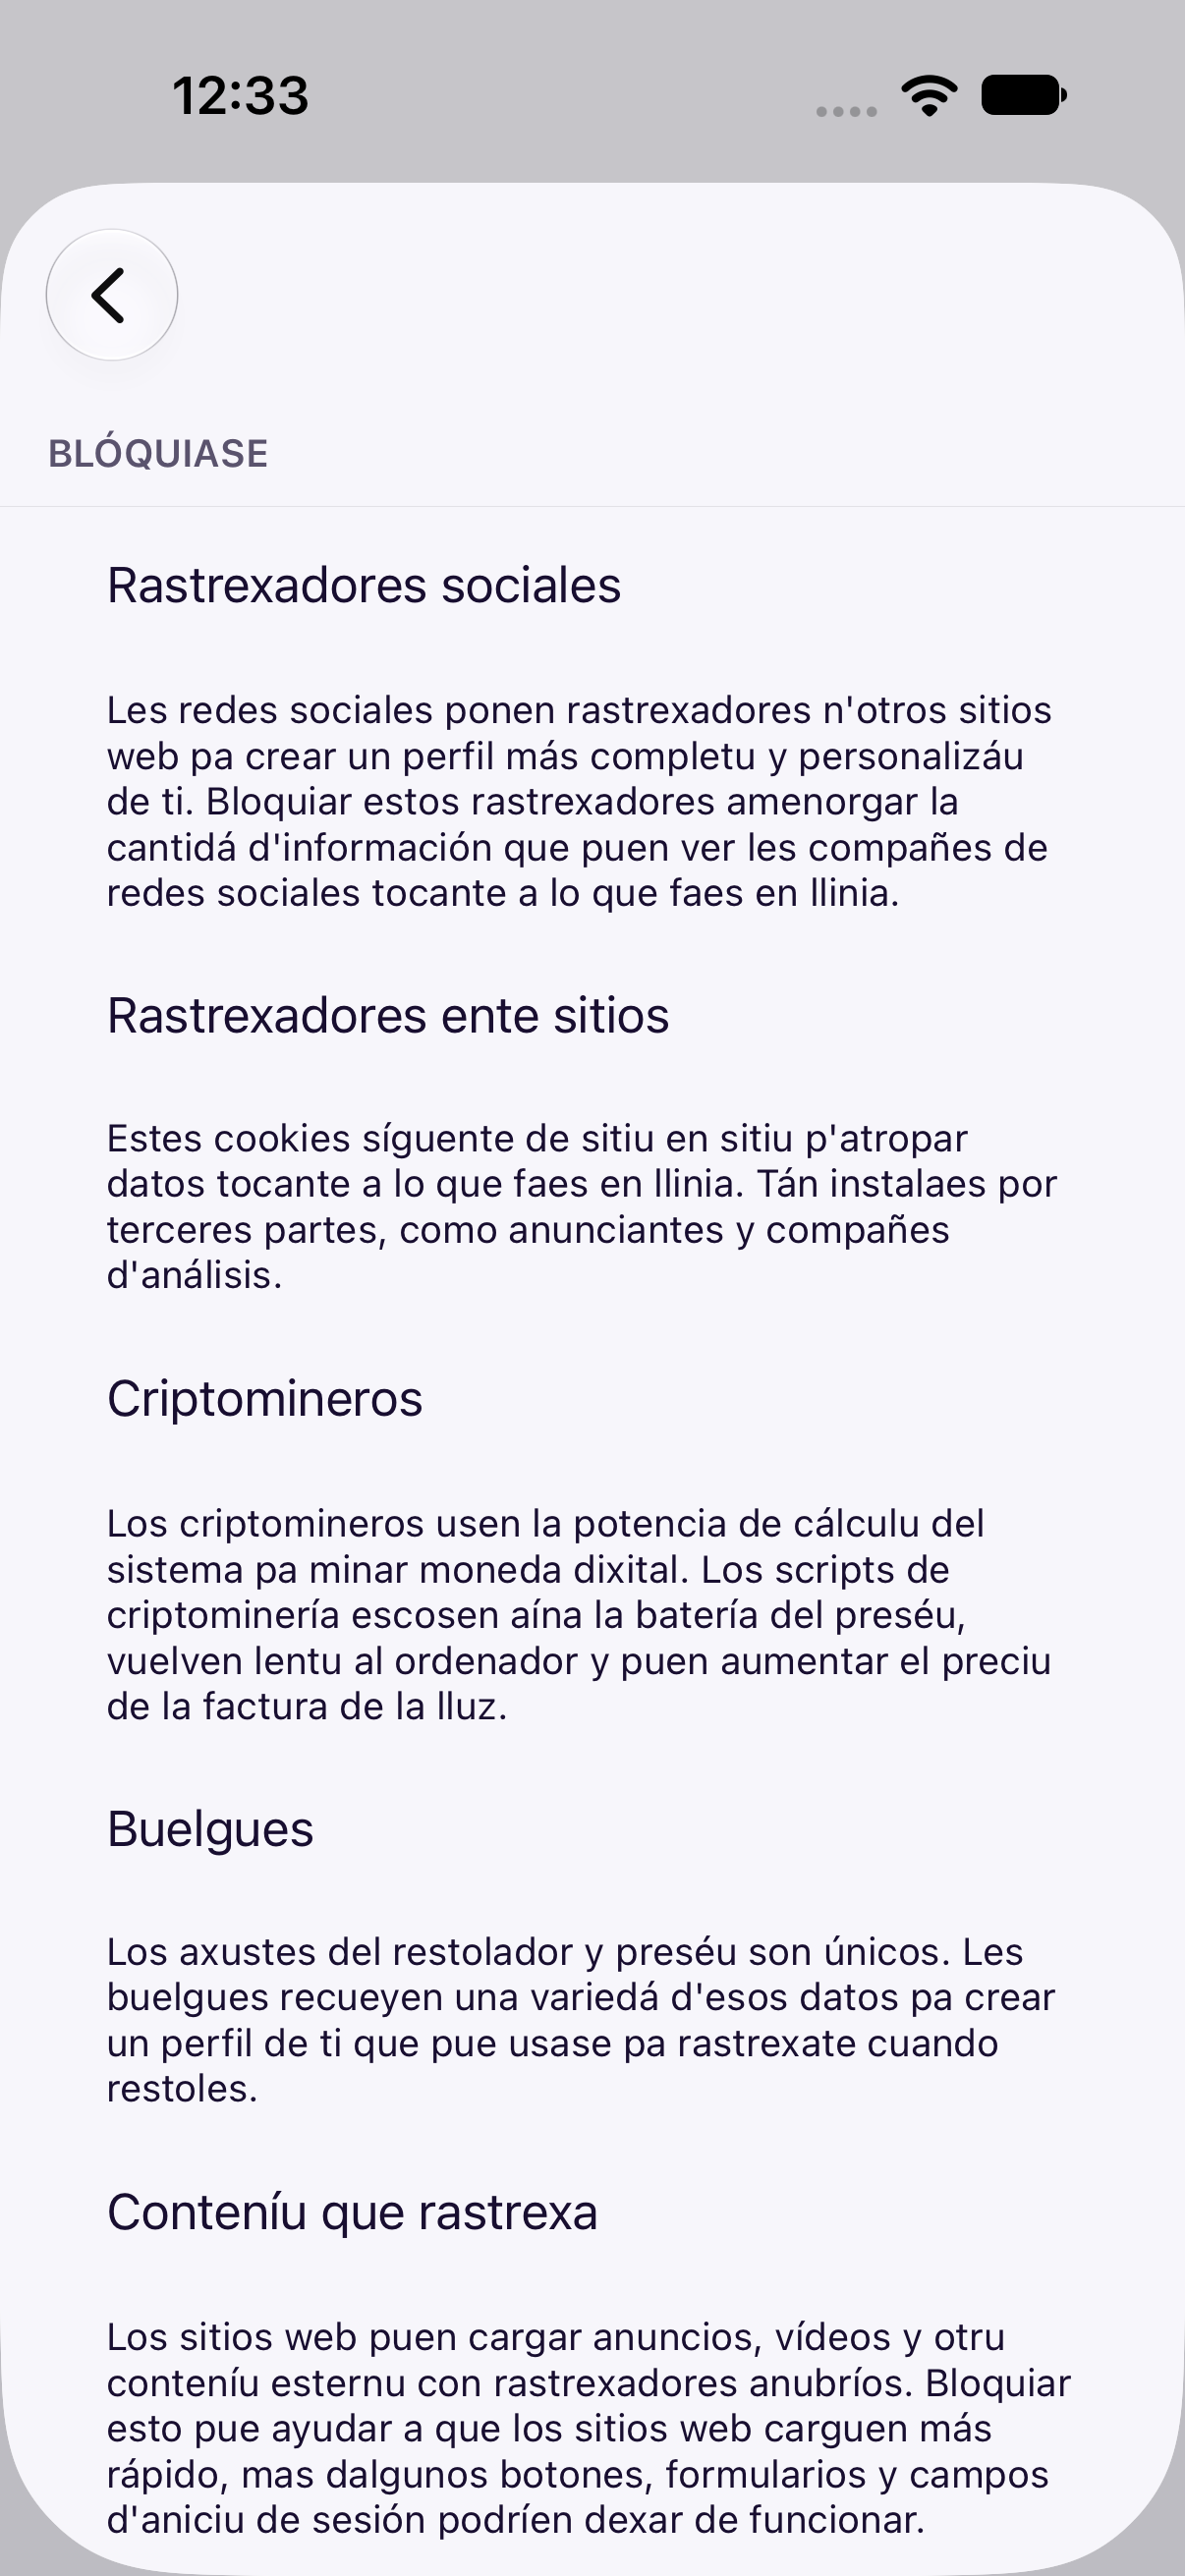 12:33
BLÓQUIASE
Rastrexadores sociales
Les redes sociales ponen rastrexadores n'otros sitios
web pa crear un perfil más completu y personalizáu
de ti. Bloquiar estos rastrexadores amenorgar la
cantidá d'información que puen ver les compañes de
redes sociales tocante a lo que faes en llinia.
Rastrexadores ente sitios
Estes cookies síguente de sitiu en sitiu p'atropar
datos tocante a lo que faes en llinia. Tán instalaes por
terceres partes, como anunciantes y compañes
d'análisis.
Criptomineros
Los criptomineros usen la potencia de cálculu del
sistema pa minar moneda dixital. Los scripts de
criptominería escosen aína la batería del preséu,
vuelven lentu al ordenador y puen aumentar el preciu
de la factura de la lluz.
Buelgues
Los axustes del restolador y preséu son únicos. Les
buelgues recueyen una variedá d'esos datos pa crear
un perfil de ti que pue usase pa rastrexate cuando
restoles.
Conteníu que rastrexa
Los sitios web puen cargar anuncios, vídeos y otru
conteníu esternu con rastrexadores anubríos. Bloquiar
esto pue ayudar a que los sitios web carguen más
rápido, mas dalgunos botones, formularios y campos
d'aniciu de sesión podríen dexar de funcionar.